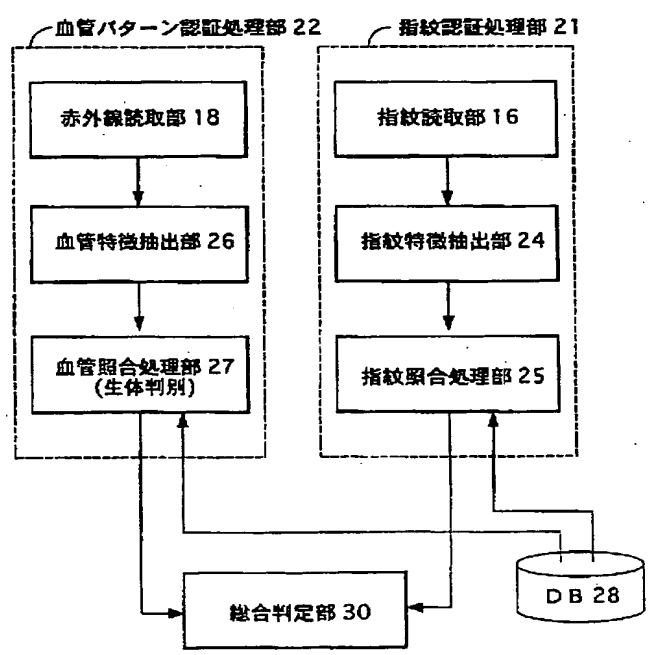 血管パターン認証処理部 22
指紋認証処理部 21
赤外線読取部 18
指紋読取部 16
血管特徴抽出部 26
指紋特徴抽出部 24
血管照合処理部 27
(生体判別)
指紋照合処理部 25
DB 28
総合判定部 30